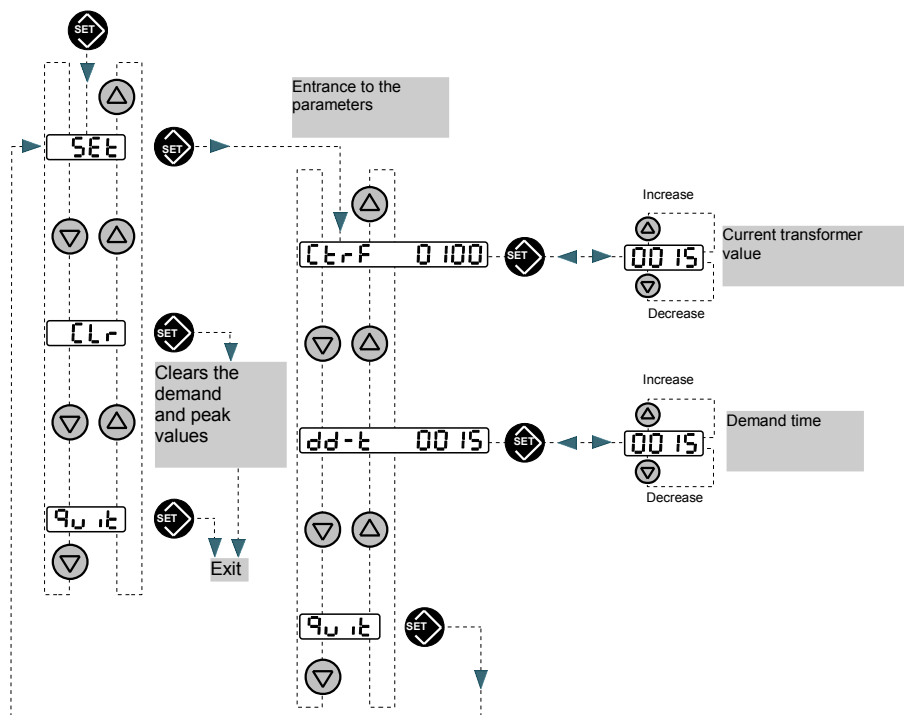 SET
Entrance to the
parameters
SEt
SET
Increase
CtrF 0100
SET
0015
Current transformer
value
Decrease
CLr
SET
Clears the
demand
and peak
values
Increase
dd-t 0015
SET
0015
Demand time
Decrease
quit
SET
Exit
quit
SET